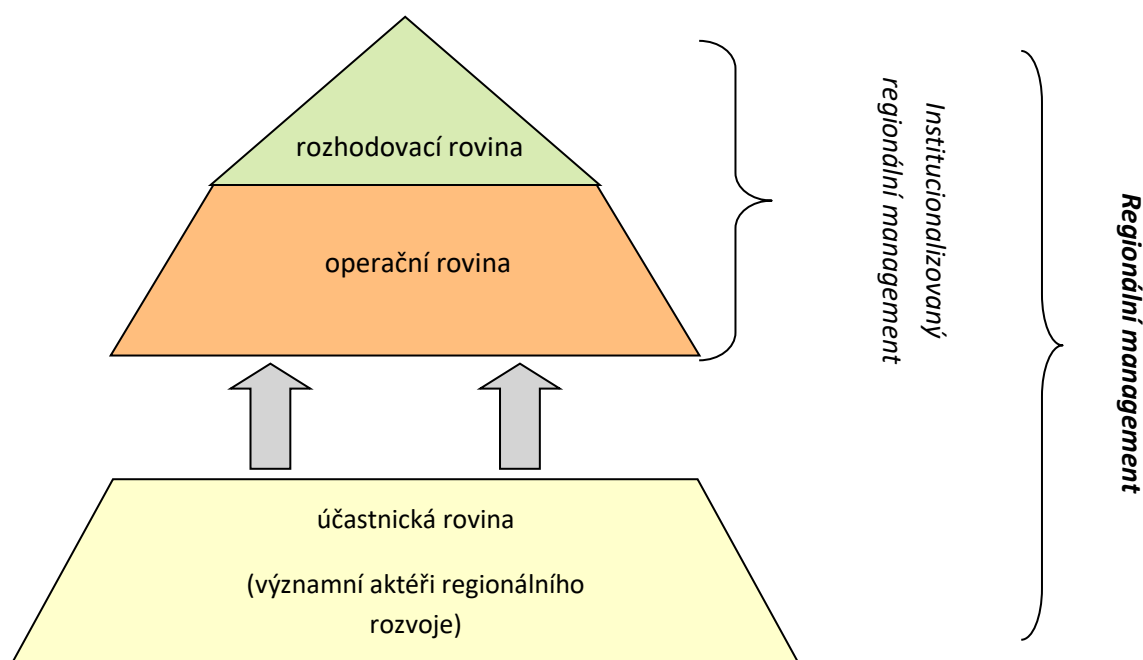 rozhodovací rovina
operační rovina
účastnická rovina
(významní aktéři regionálního
rozvoje)
Institucionalizovaný
regionální management
Regionální management